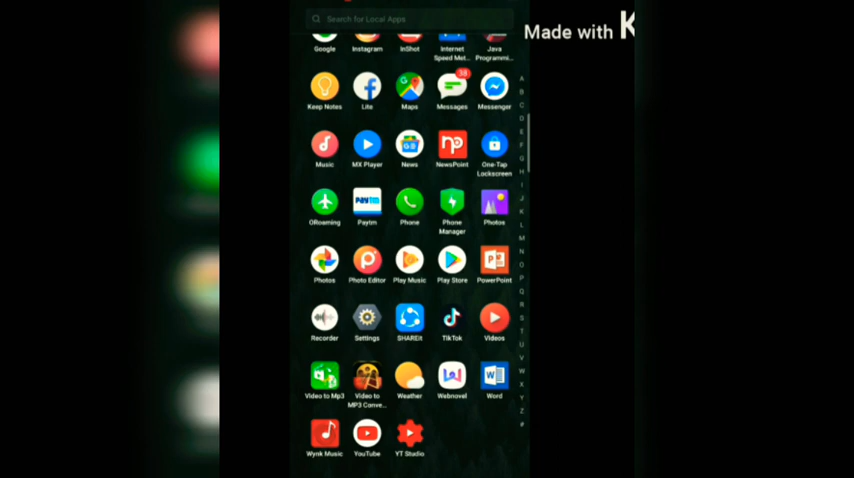 Search for Local Apps
Made with K
Google Instagram InShot Internet Speed Met... Java Programmi...
Keep Notes Lite Maps Messages Messenger
38
Music MX Player News NewsPoint One-Tap Lockscreen
np
ORoaming Paytm Phone Phone Manager Photos
paytm
Photos Photo Editor Play Music Play Store PowerPoint
Recorder Settings SHAREit TikTok Videos
Video to Mp3 Video to MP3 Conve... Weather Webnovel Word
Wynk Music YouTube YT Studio
A
B
C
D
E
F
G
H
I
J
K
L
M
N
O
P
Q
R
S
T
U
V
W
X
Y
Z
#